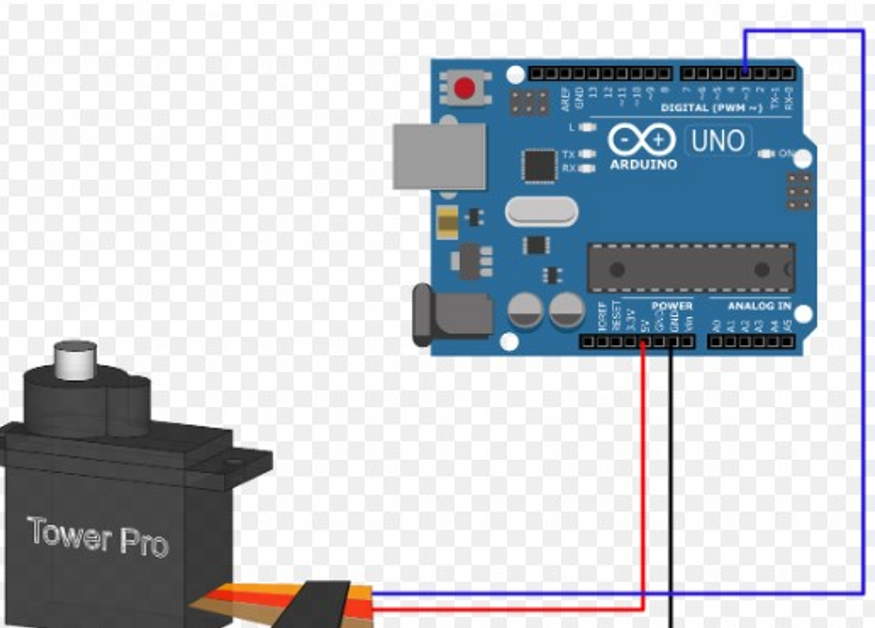 AREF
GND
13
12
~11
~10
~9
8
7
~6
~5
4
~3
2
TX-1
RX-0
DIGITAL (PWM ~)
L
TX
RX
- +
ARDUINO
UNO
ON
POWER
ANALOG IN
IOREF
RESET
3.3V
5V
GND
GND
Vin
A0
A1
A2
A3
A4
A5
Tower Pro